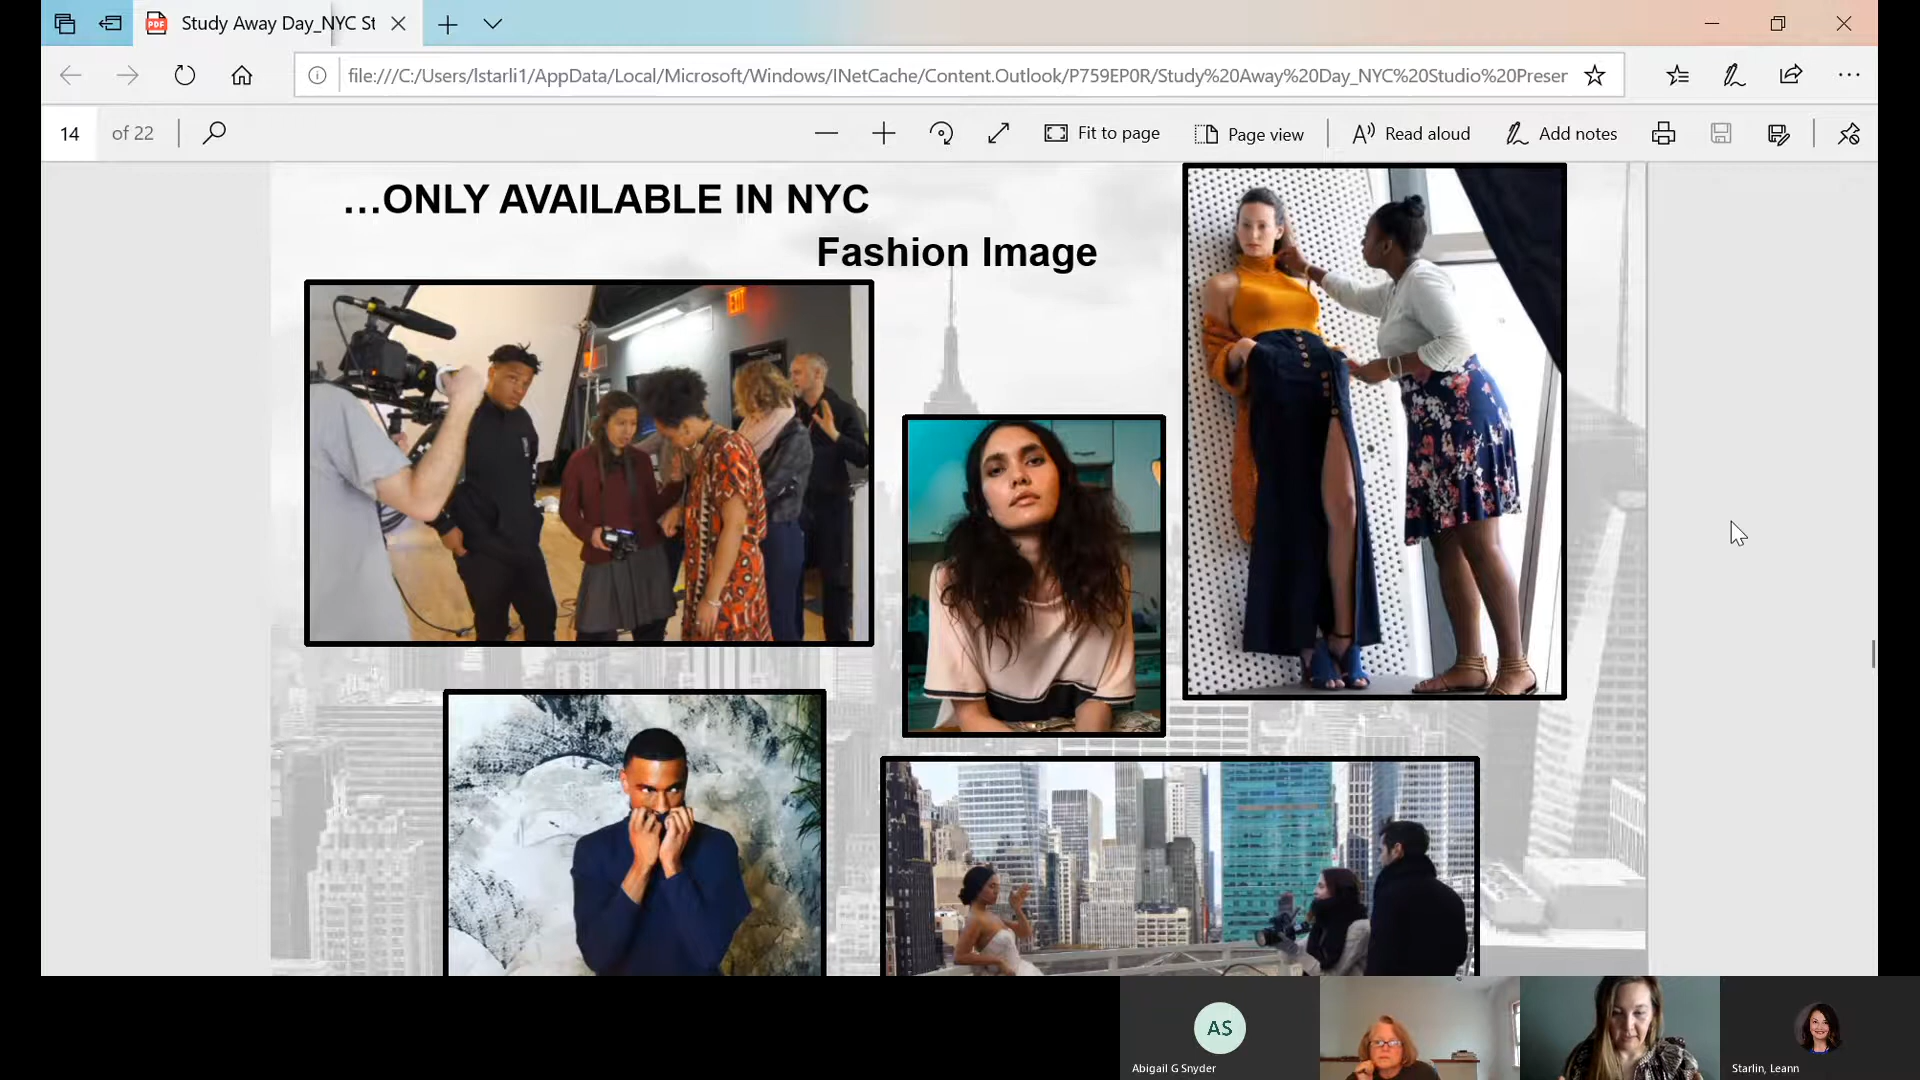 Study Away Day_NYC St
file:///C:/Users/lstarli1/AppData/Local/Microsoft/Windows/INetCache/Content.Outlook/P759EP0R/Study%20Away%20Day_NYC%20Studio%20Preser
14 of 22
Fit to page
Page view
Read aloud
Add notes
...ONLY AVAILABLE IN NYC
Fashion Image
EXIT
AS
Abigail G Snyder
Starlin, Leann